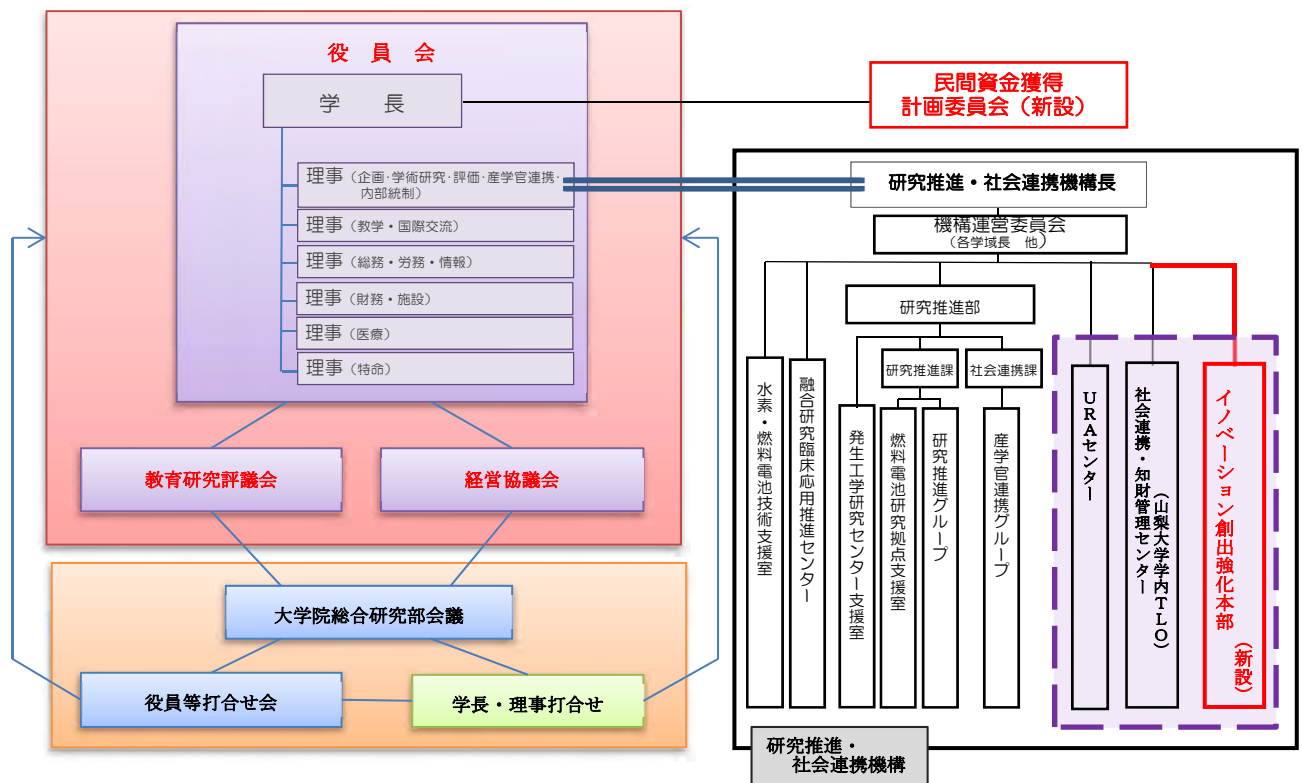 役 員 会
学 長
理事（企画・学術研究・評価・産学官連携・
内部統制）
理事（教学・国際交流）
理事（総務・労務・情報）
理事（財務・施設）
理事（医療）
理事（特命）
教育研究評議会
経営協議会
大学院総合研究部会議
役員等打合せ会
学長・理事打合せ
民間資金獲得
計画委員会（新設）
研究推進・社会連携機構長
機構運営委員会
（各学域長 他）
研究推進部
研究推進課
社会連携課
水素・燃料電池技術支援室
融合研究臨床応用推進センター
発生工学研究センター支援室
燃料電池研究拠点支援室
研究推進グループ
産学官連携グループ
URAセンター
社会連携・知財管理センター
（山梨大学学内TLO）
イノベーション創出強化本部
（新設）
研究推進・
社会連携機構